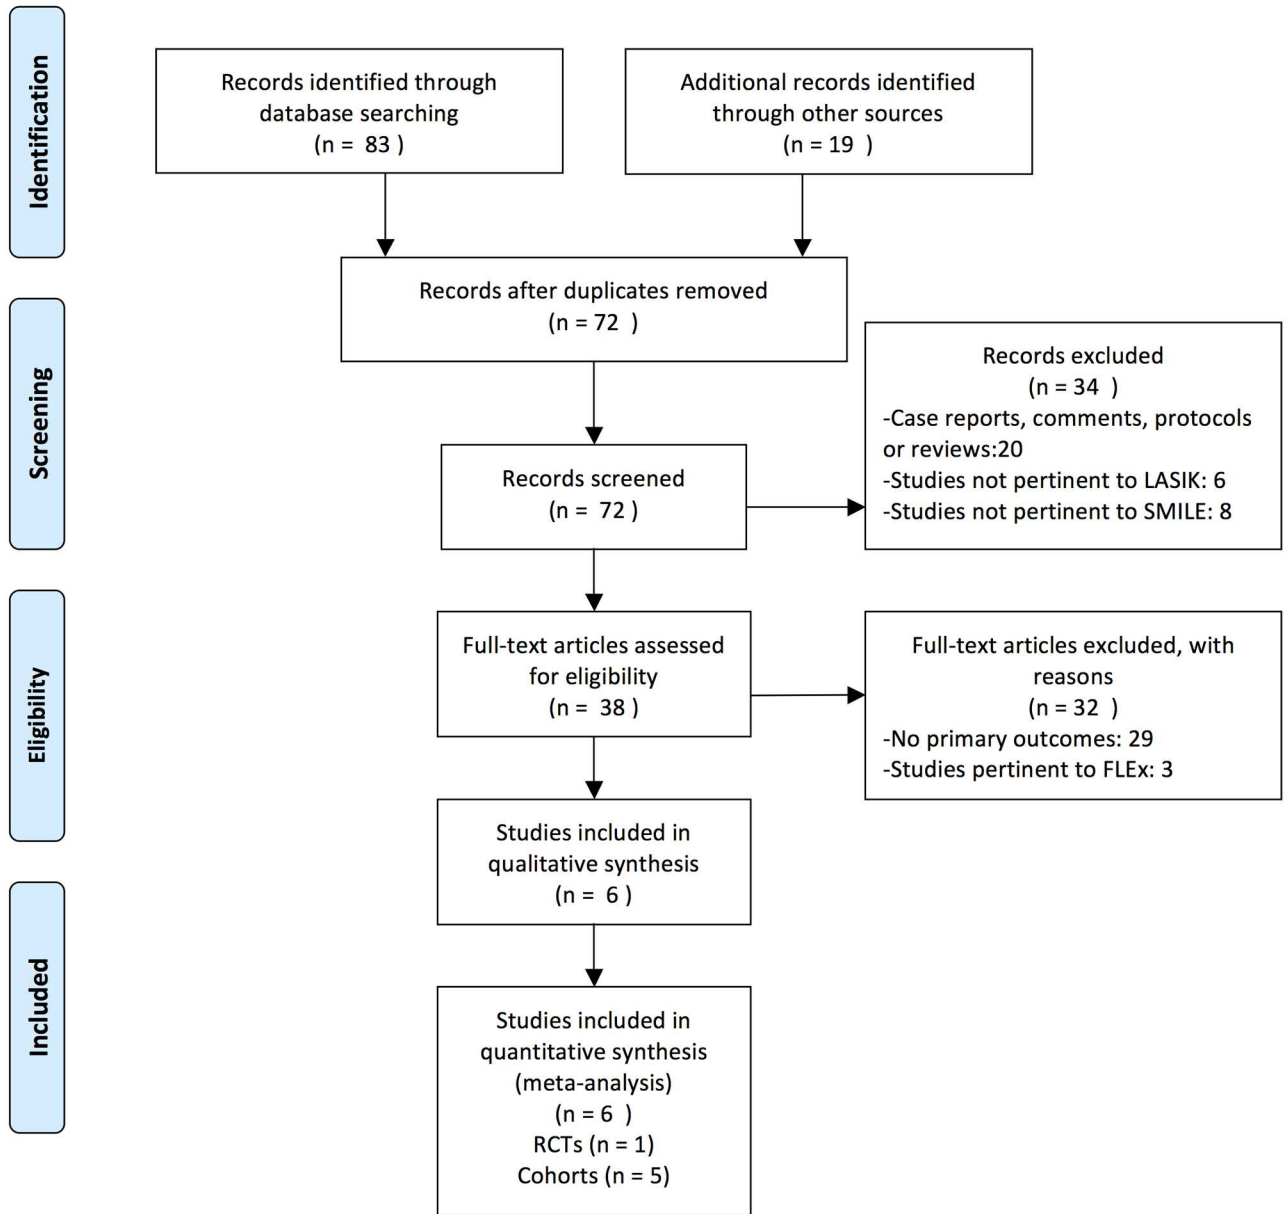 Identification
Records identified through
database searching
(n =  83 )
Additional records identified
through other sources
(n = 19  )
Records after duplicates removed
(n = 72  )
Screening
Records screened
(n =  72 )
Records excluded
(n = 34  )
-Case reports, comments, protocols
or reviews:20
-Studies not pertinent to LASIK: 6
-Studies not pertinent to SMILE: 8
Eligibility
Full-text articles assessed
for eligibility
(n =  38 )
Full-text articles excluded, with
reasons
(n = 32  )
-No primary outcomes: 29
-Studies pertinent to FLEx: 3
Studies included in
qualitative synthesis
(n =  6 )
Included
Studies included in
quantitative synthesis
(meta-analysis)
(n = 6  )
RCTs (n = 1)
Cohorts (n = 5)